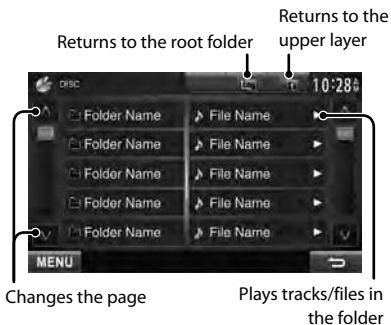 Returns to the
upper layer
Returns to the root folder
DISC
10:28
Folder Name
File Name
Folder Name
File Name
Folder Name
File Name
Folder Name
File Name
Folder Name
File Name
MENU
Changes the page
Plays tracks/files in
the folder